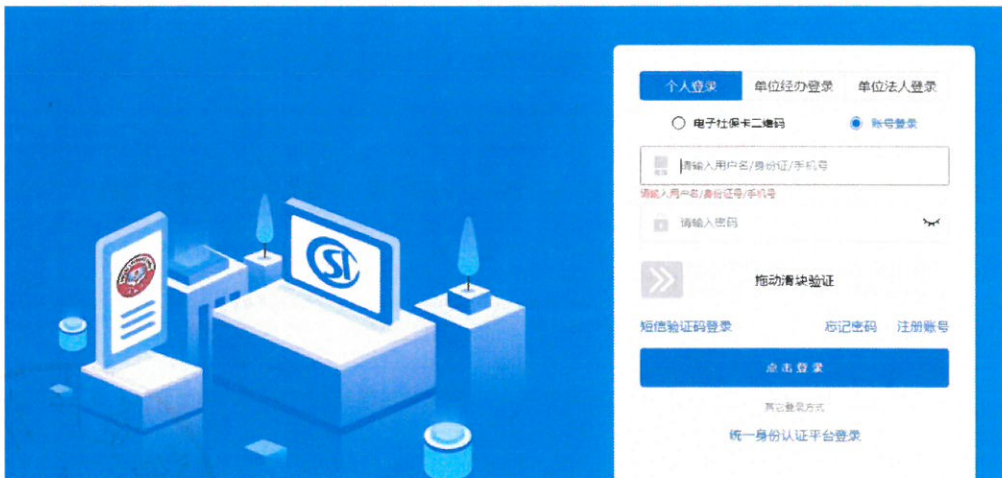 个人登录 单位经办登录 单位法人登录
电子社保卡二维码 账号登录
请输入用户名/身份证/手机号
请输入用户名/身份证号/手机号
请输入密码
拖动滑块验证
短信验证码登录 忘记密码 注册账号
点击登录
其它登录方式
统一身份认证平台登录